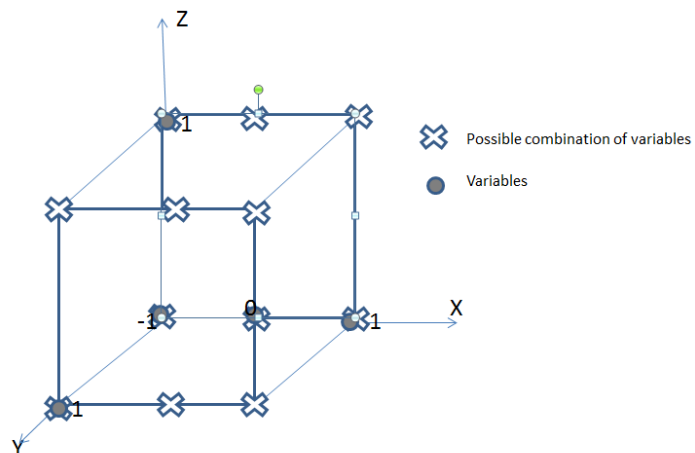 Z
1
Possible combination of variables
Variables
0
X
-1
1
1
Y